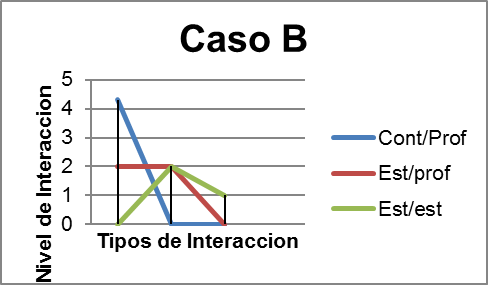 Caso B
Nivel de Interaccion
5
4
3
2
1
0
Tipos de Interaccion
Cont/Prof
Est/prof
Est/est